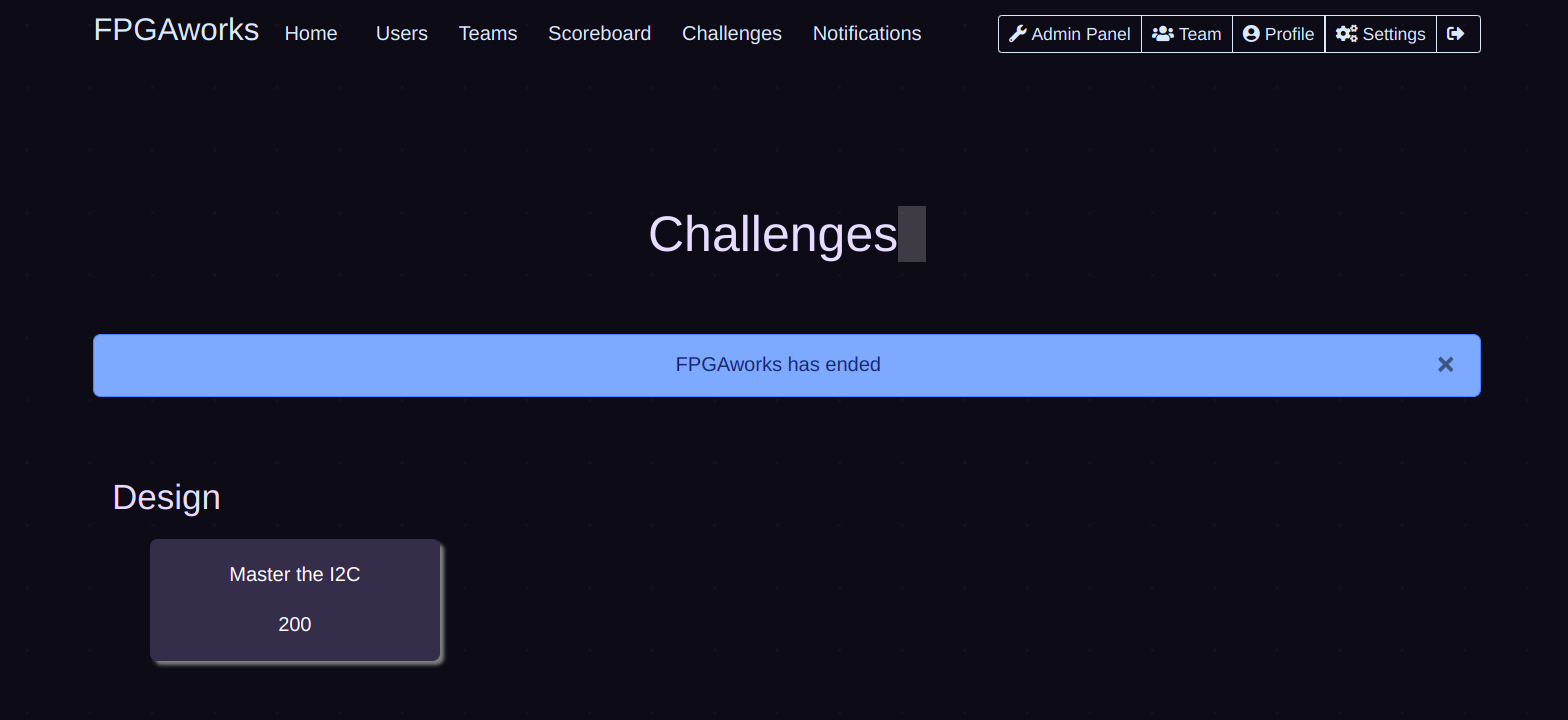 FPGAworks Home Users Teams Scoreboard Challenges Notifications Admin Panel Team Profile Settings
Challenges
FPGAworks has ended
Design
Master the I2C
200